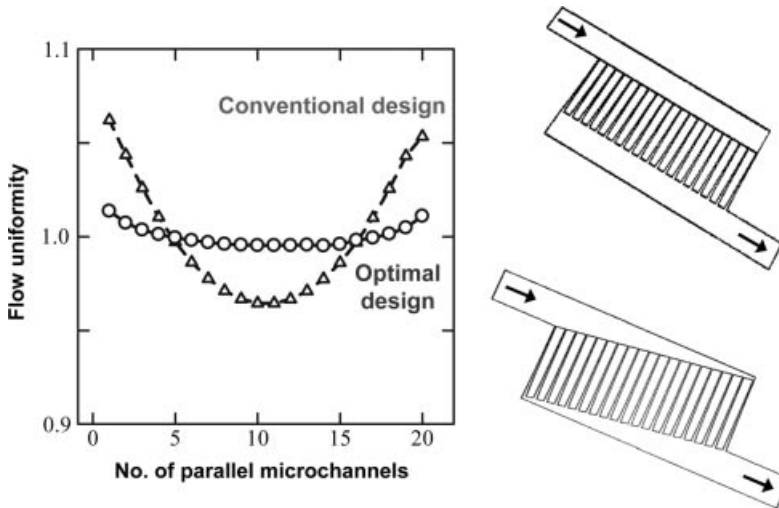 1.1
Conventional design
1.0
Optimal
design
0.9
0 5 10 15 20
Flow uniformity
No. of parallel microchannels